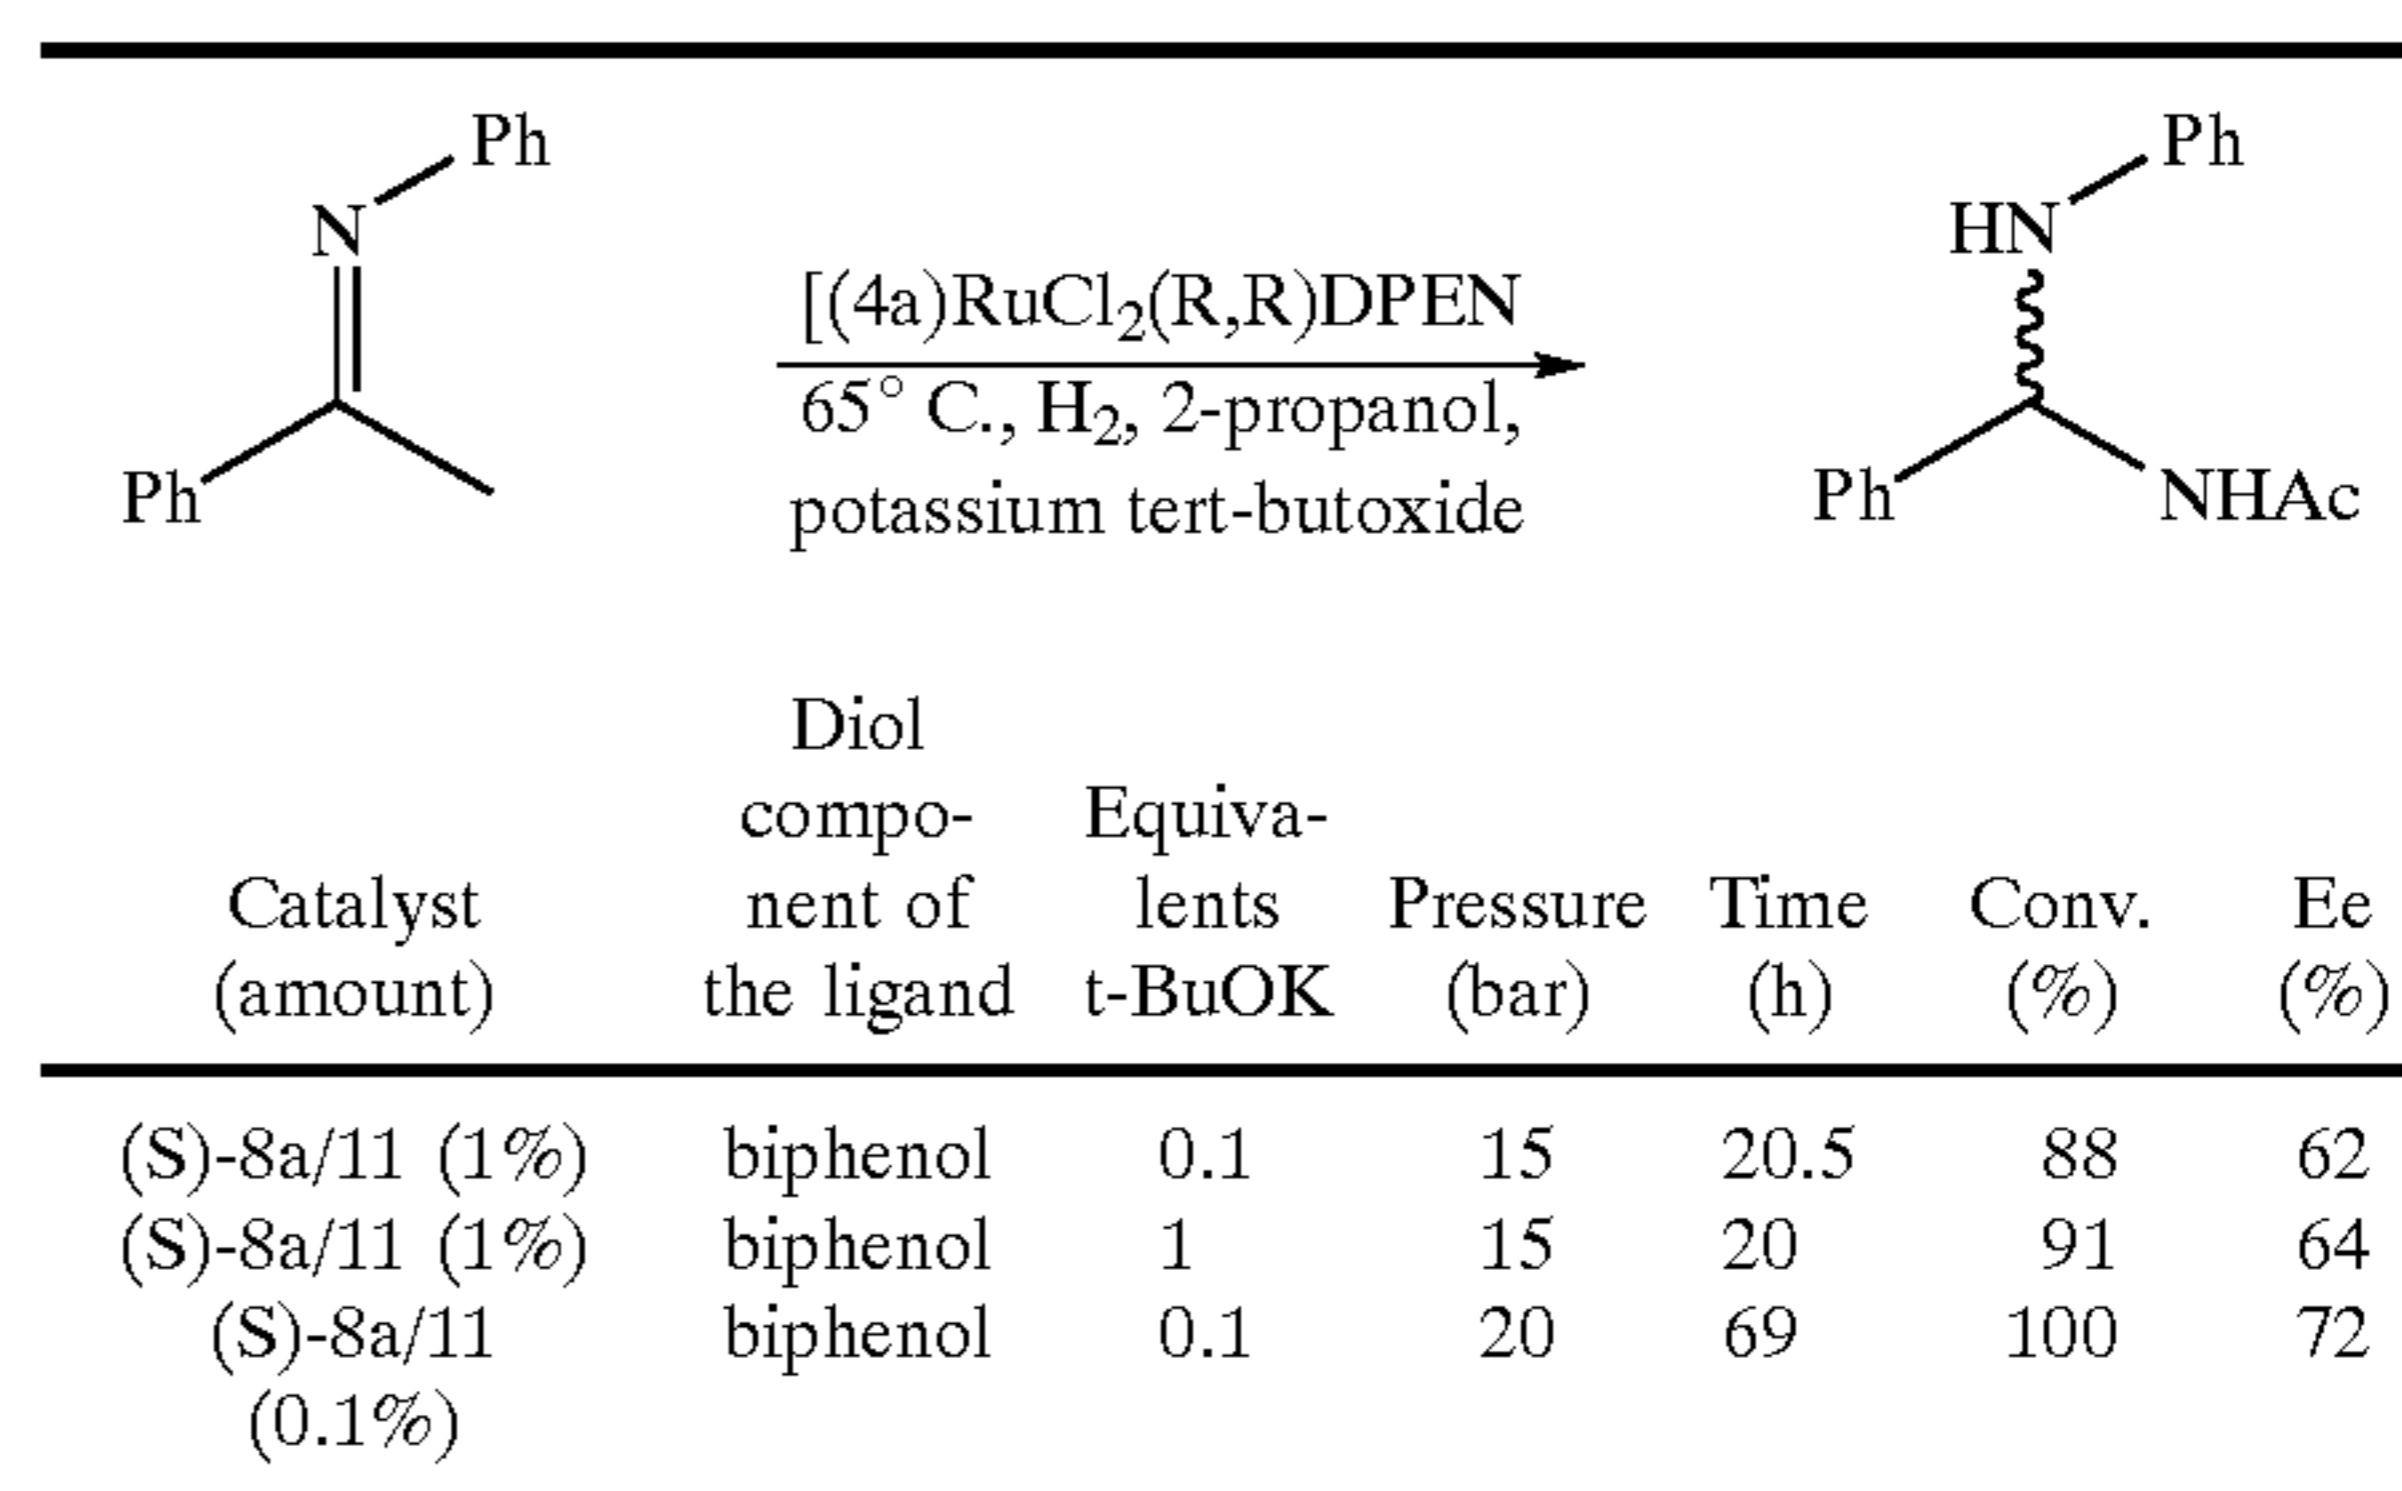 Ph
N
Ph
[(4a)RuCl2(R,R)DPEN
65° C., H2, 2-propanol,
potassium tert-butoxide
Ph
HN
Ph
NHAc
Diol
compo-
nent of
the ligand
Equiva-
lents
t-BuOK
Catalyst
(amount)
Pressure
(bar)
Time
(h)
Conv.
(%)
Ee
(%)
(S)-8a/11 (1%) biphenol 0.1 15 20.5 88 62
(S)-8a/11 (1%) biphenol 1 15 20 91 64
(S)-8a/11 biphenol 0.1 20 69 100 72
(0.1%)